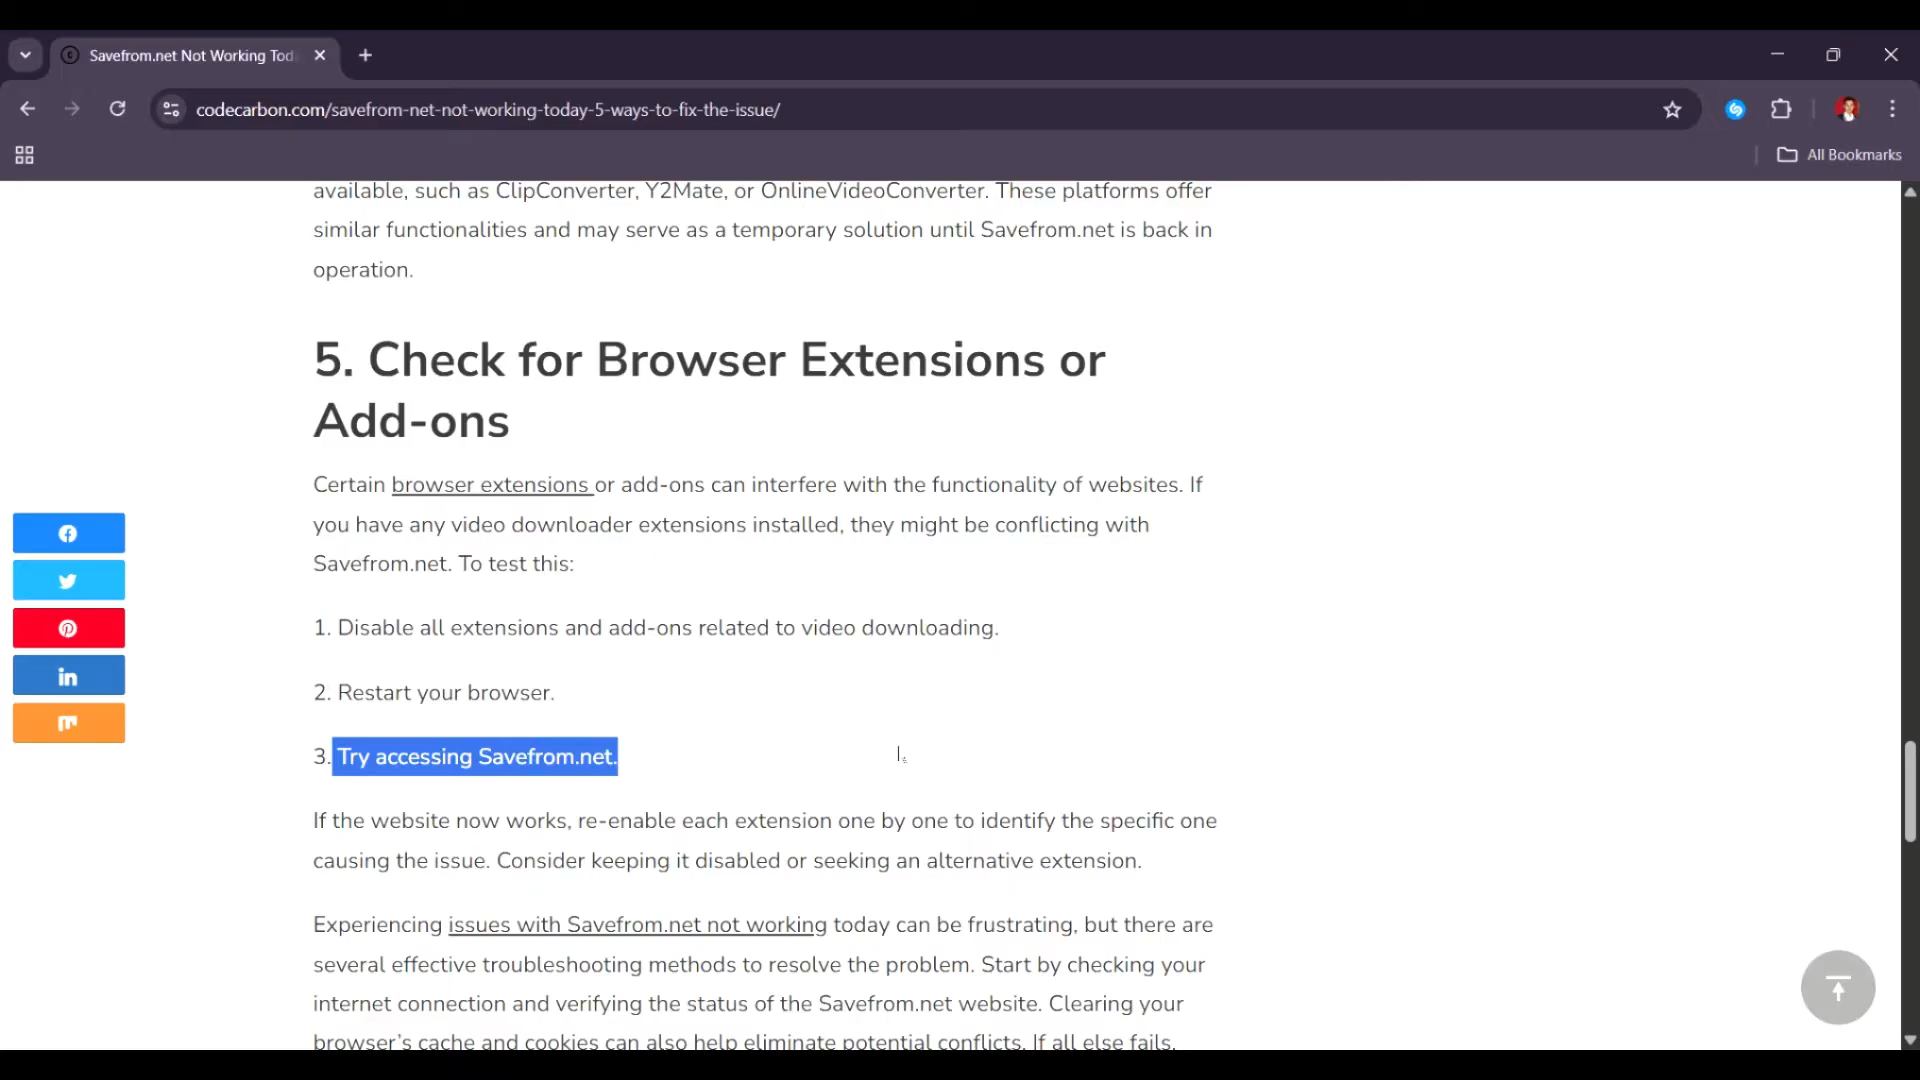 Savefrom.net Not Working Tod
codecarbon.com/savefrom-net-not-working-today-5-ways-to-fix-the-issue/
All Bookmarks
available, such as ClipConverter, Y2Mate, or OnlineVideoConverter. These platforms offer
similar functionalities and may serve as a temporary solution until Savefrom.net is back in
operation.
5. Check for Browser Extensions or
Add-ons
Certain browser extensions or add-ons can interfere with the functionality of websites. If
you have any video downloader extensions installed, they might be conflicting with
Savefrom.net. To test this:
1. Disable all extensions and add-ons related to video downloading.
2. Restart your browser.
3. Try accessing Savefrom.net.
If the website now works, re-enable each extension one by one to identify the specific one
causing the issue. Consider keeping it disabled or seeking an alternative extension.
Experiencing issues with Savefrom.net not working today can be frustrating, but there are
several effective troubleshooting methods to resolve the problem. Start by checking your
internet connection and verifying the status of the Savefrom.net website. Clearing your
browser’s cache and cookies can also help eliminate potential conflicts. If all else fails,